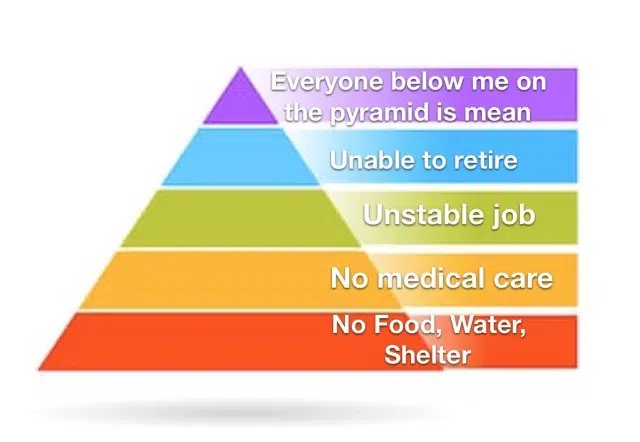 Everyone below me on
the pyramid is mean
Unable to retire
Unstable job
No medical care
No Food, Water,
Shelter